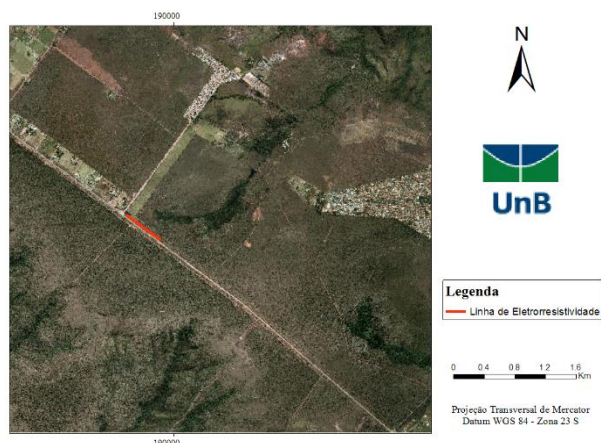 190000
N
UnB
Legenda
Linha de Eletrorresistividade
0 0.4 0.8 1.2 1.6
Km
Projeção Transversal de Mercator
Datum WGS 84 - Zona 23 S
190000